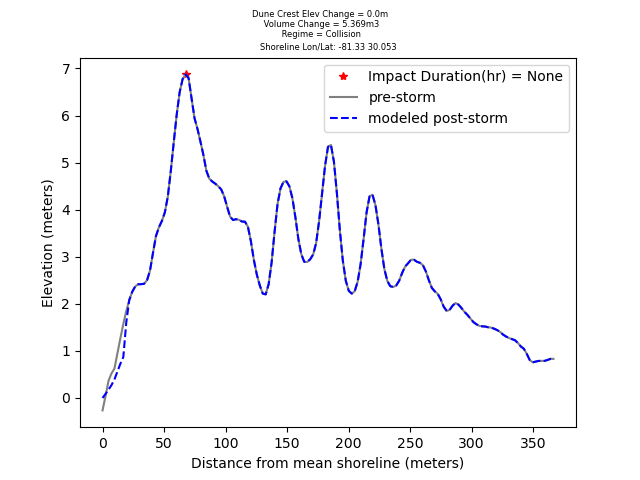 Dune Crest Elev Change = 0.0m
Volume Change = 5.369m3
Regime = Collision
Shoreline Lon/Lat: -81.33 30.053
Impact Duration(hr) = None
pre-storm
modeled post-storm
7
6
5
4
3
2
1
0
Elevation (meters)
0 50 100 150 200 250 300 350
Distance from mean shoreline (meters)